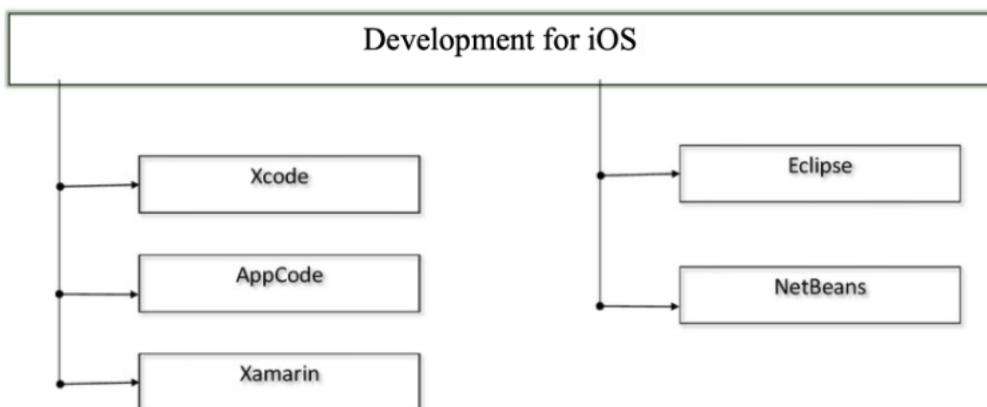 Development for iOS
Xcode
AppCode
Xamarin
Eclipse
NetBeans